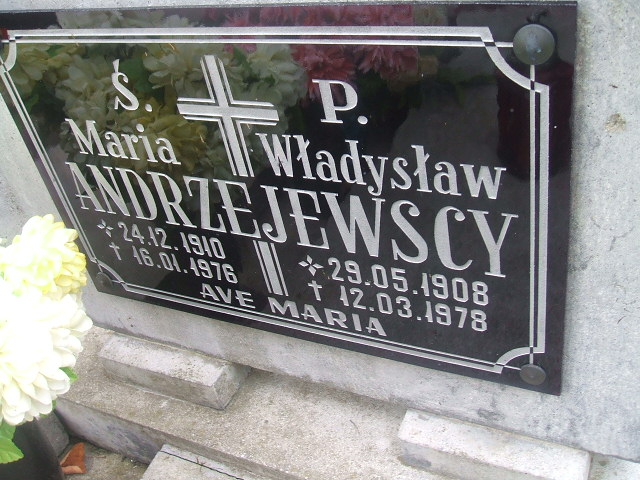 Ś. P.
Maria Władysław
ANDRZEJEWSCY
24.12.1910 29.05.1908
16.01.1976 12.03.1978
AVE MARIA